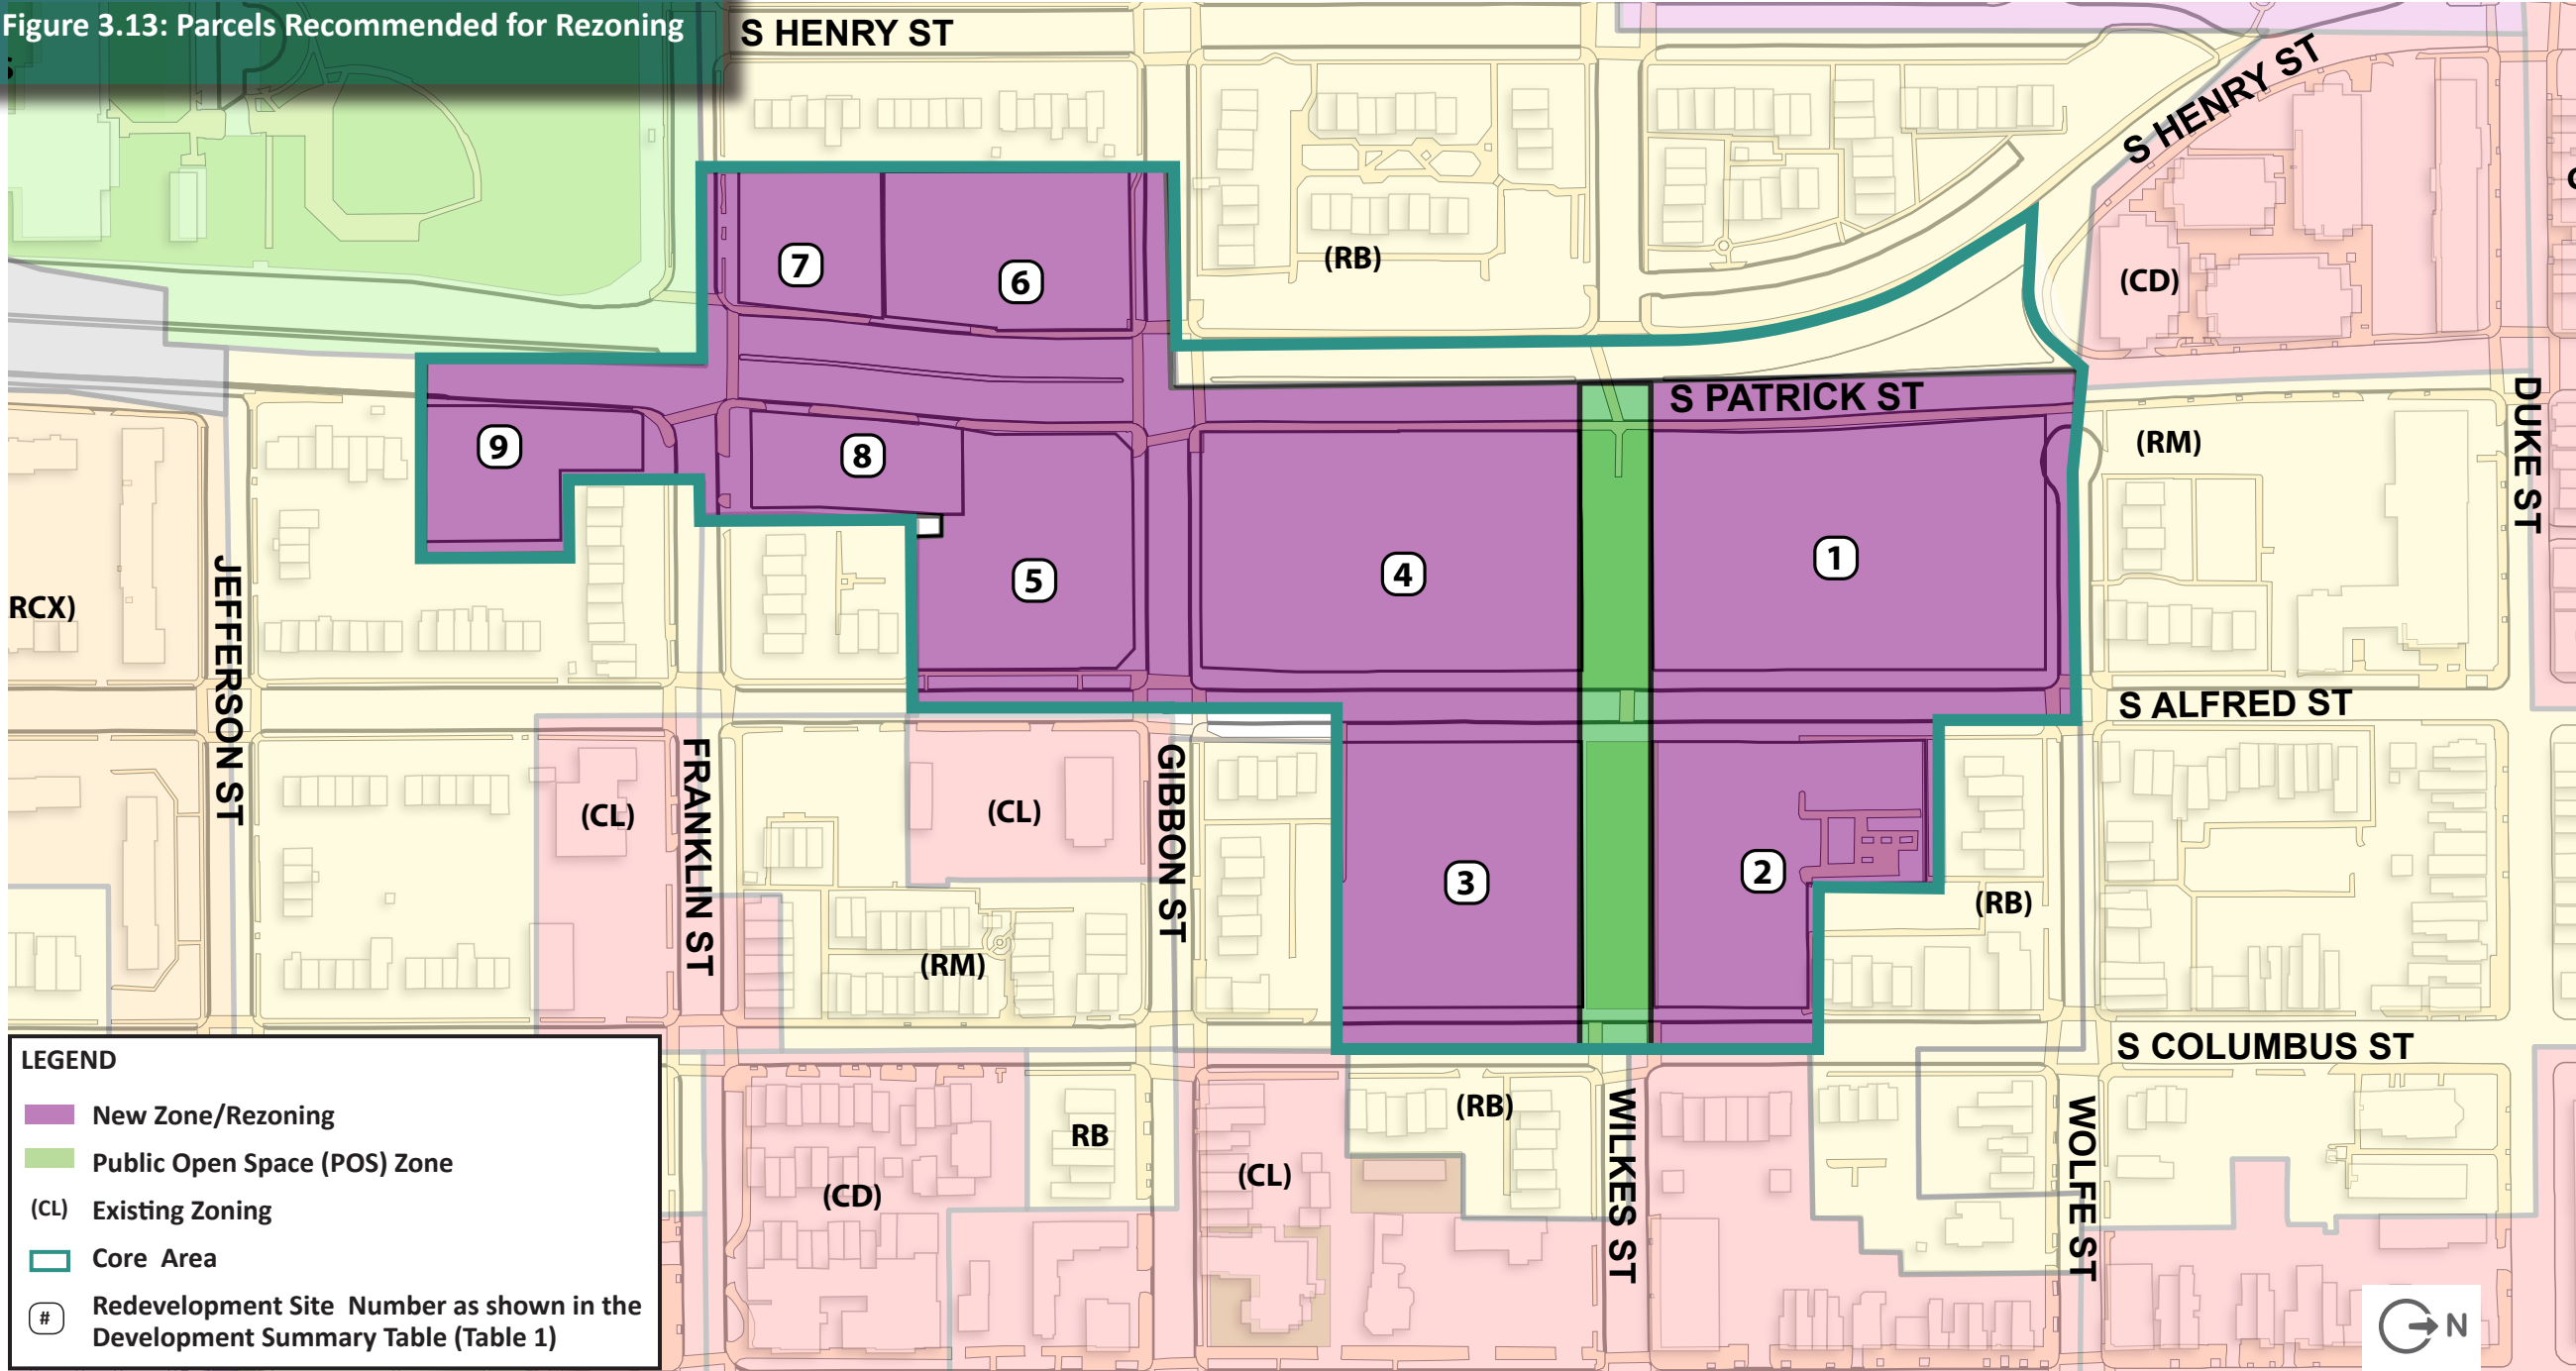 Figure 3.13: Parcels Recommended for Rezoning
S HENRY ST
S HENRY ST
(RB)
(CD)
7
6
S PATRICK ST
DUKE ST
9
8
(RM)
5
4
1
RCX)
JEFFERSON ST
S ALFRED ST
FRANKLIN ST
GIBBON ST
(CL)
(CL)
3
2
(RB)
(RM)
S COLUMBUS ST
WILKES ST
WOLFE ST
(RB)
RB
(CL)
(CD)
LEGEND
New Zone/Rezoning
Public Open Space (POS) Zone
(CL) Existing Zoning
Core Area
# Redevelopment Site Number as shown in the
Development Summary Table (Table 1)
N